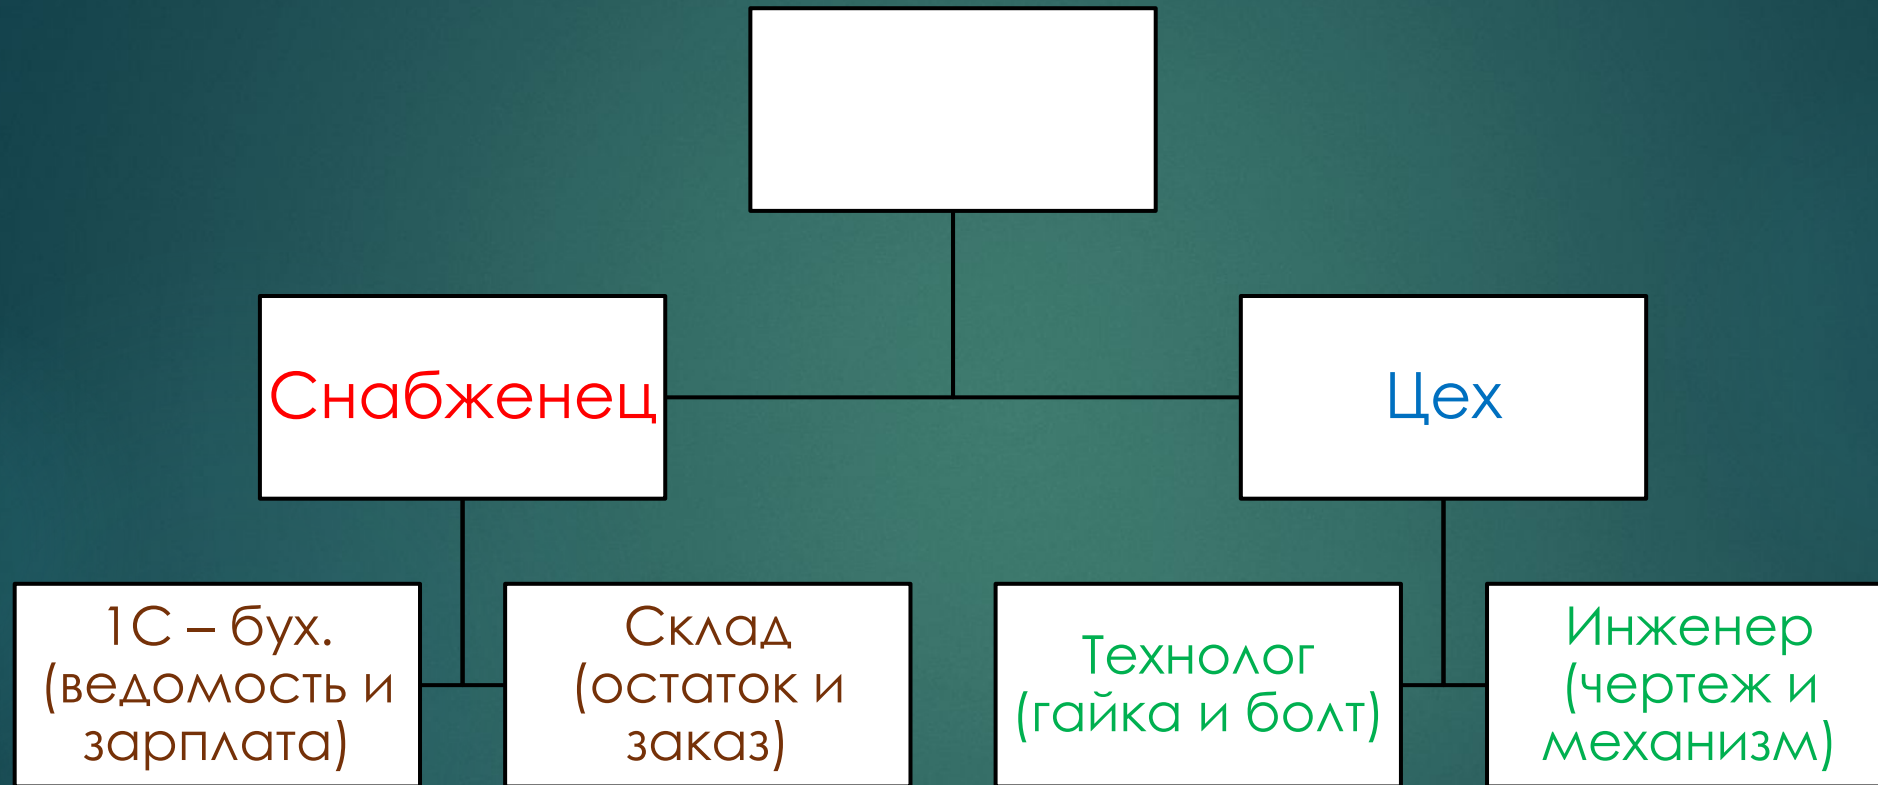 Снабженец
Цех
1С – бух.
(ведомость и
зарплата)
Склад
(остаток и
заказ)
Технолог
(гайка и болт)
Инженер
(чертеж и
механизм)